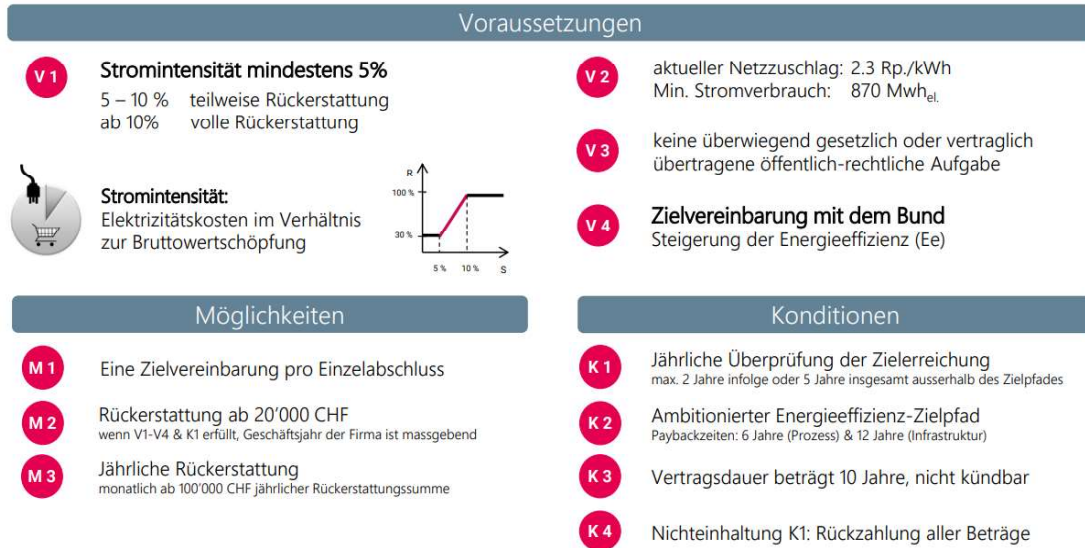 Voraussetzungen
V 1
Stromintensität mindestens 5%
5 – 10 % teilweise Rückerstattung
ab 10% volle Rückerstattung
Stromintensität:
Elektrizitätskosten im Verhältnis
zur Bruttowertschöpfung
R
100 %
30 %
5 % 10 % S
V 2
aktueller Netzzuschlag: 2.3 Rp./kWh
Min. Stromverbrauch: 870 Mwhel.
V 3
keine überwiegend gesetzlich oder vertraglich
übertragene öffentlich-rechtliche Aufgabe
V 4
Zielvereinbarung mit dem Bund
Steigerung der Energieeffizienz (Ee)
Möglichkeiten
M 1
Eine Zielvereinbarung pro Einzelabschluss
M 2
Rückerstattung ab 20’000 CHF
wenn V1-V4 & K1 erfüllt, Geschäftsjahr der Firma ist massgebend
M 3
Jährliche Rückerstattung
monatlich ab 100’000 CHF jährlicher Rückerstattungssumme
Konditionen
K 1
Jährliche Überprüfung der Zielerreichung
max. 2 Jahre infolge oder 5 Jahre insgesamt ausserhalb des Zielpfades
K 2
Ambitionierter Energieeffizienz-Zielpfad
Paybackzeiten: 6 Jahre (Prozess) & 12 Jahre (Infrastruktur)
K 3
Vertragsdauer beträgt 10 Jahre, nicht kündbar
K 4
Nichteinhaltung K1: Rückzahlung aller Beträge